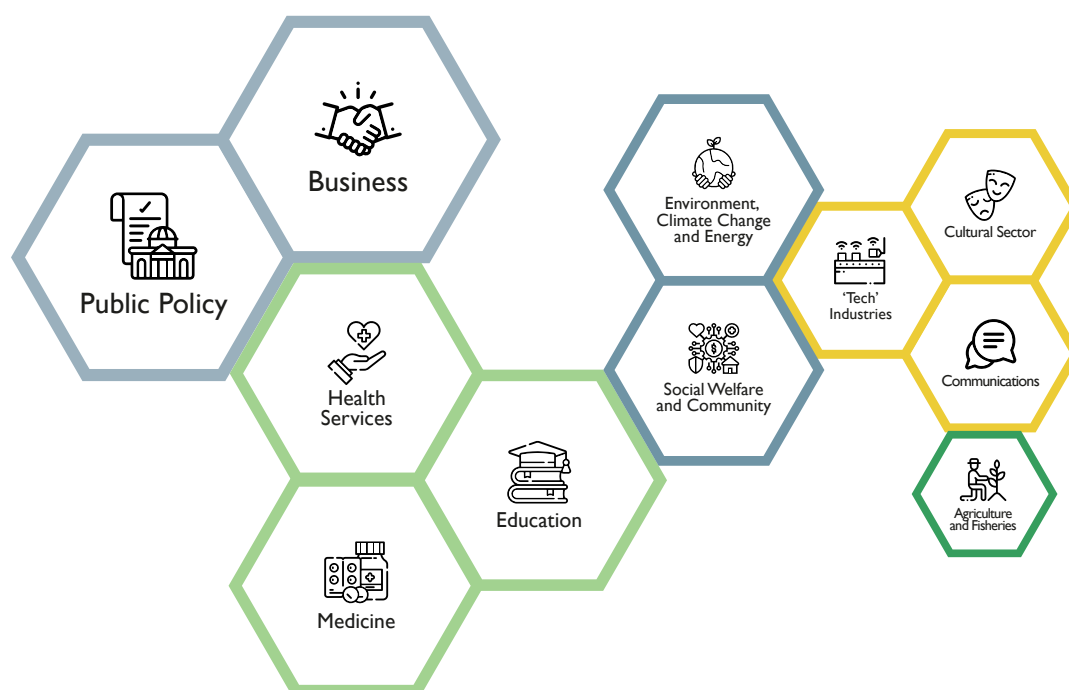 Business
Public Policy
Health
Services
Medicine
Education
Environment,
Climate Change
and Energy
Social Welfare
and Community
‘Tech’
Industries
Cultural Sector
Communications
Agriculture
and Fisheries